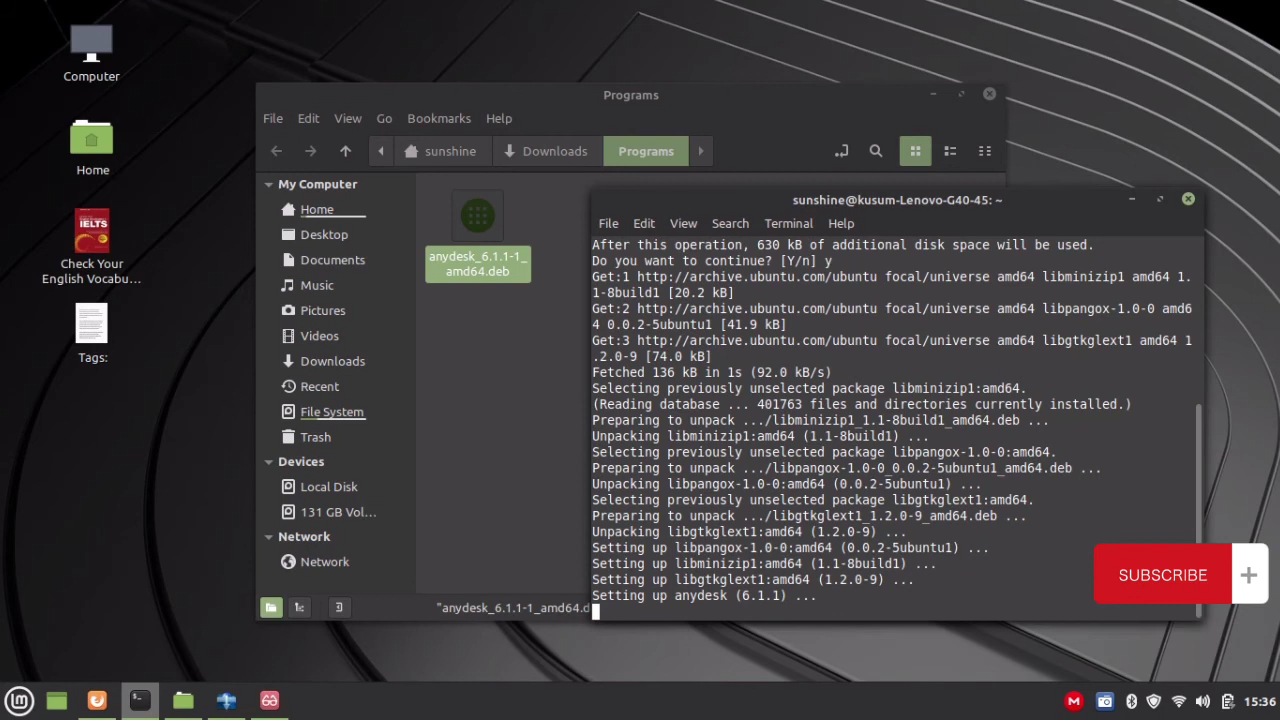 Computer
Home
IELTS
Check Your
English Vocabu...
Tags:
Programs
File Edit View Go Bookmarks Help
sunshine Downloads Programs
My Computer
Home
Desktop
Documents
Music
Pictures
Videos
Downloads
Recent
File System
Trash
Devices
Local Disk
131 GB Vol...
Network
Network
anydesk_6.1.1-1_
amd64.deb
"anydesk_6.1.1-1_amd64.d
sunshine@kusum-Lenovo-G40-45: ~
File Edit View Search Terminal Help
After this operation, 630 kB of additional disk space will be used.
Do you want to continue? [Y/n] y
Get:1 http://archive.ubuntu.com/ubuntu focal/universe amd64 libminizip1 amd64 1.
1-8build1 [20.2 kB]
Get:2 http://archive.ubuntu.com/ubuntu focal/universe amd64 libpangox-1.0-0 amd6
4 0.0.2-5ubuntu1 [41.9 kB]
Get:3 http://archive.ubuntu.com/ubuntu focal/universe amd64 libgtkglext1 amd64 1
.2.0-9 [74.0 kB]
Fetched 136 kB in 1s (92.0 kB/s)
Selecting previously unselected package libminizip1:amd64.
(Reading database ... 401763 files and directories currently installed.)
Preparing to unpack .../libminizip1_1.1-8build1_amd64.deb ...
Unpacking libminizip1:amd64 (1.1-8build1) ...
Selecting previously unselected package libpangox-1.0-0:amd64.
Preparing to unpack .../libpangox-1.0-0_0.0.2-5ubuntu1_amd64.deb ...
Unpacking libpangox-1.0-0:amd64 (0.0.2-5ubuntu1) ...
Selecting previously unselected package libgtkglext1:amd64.
Preparing to unpack .../libgtkglext1_1.2.0-9_amd64.deb ...
Unpacking libgtkglext1:amd64 (1.2.0-9) ...
Setting up libpangox-1.0-0:amd64 (0.0.2-5ubuntu1) ...
Setting up libminizip1:amd64 (1.1-8build1) ...
Setting up libgtkglext1:amd64 (1.2.0-9) ...
Setting up anydesk (6.1.1) ...
SUBSCRIBE +
15:36